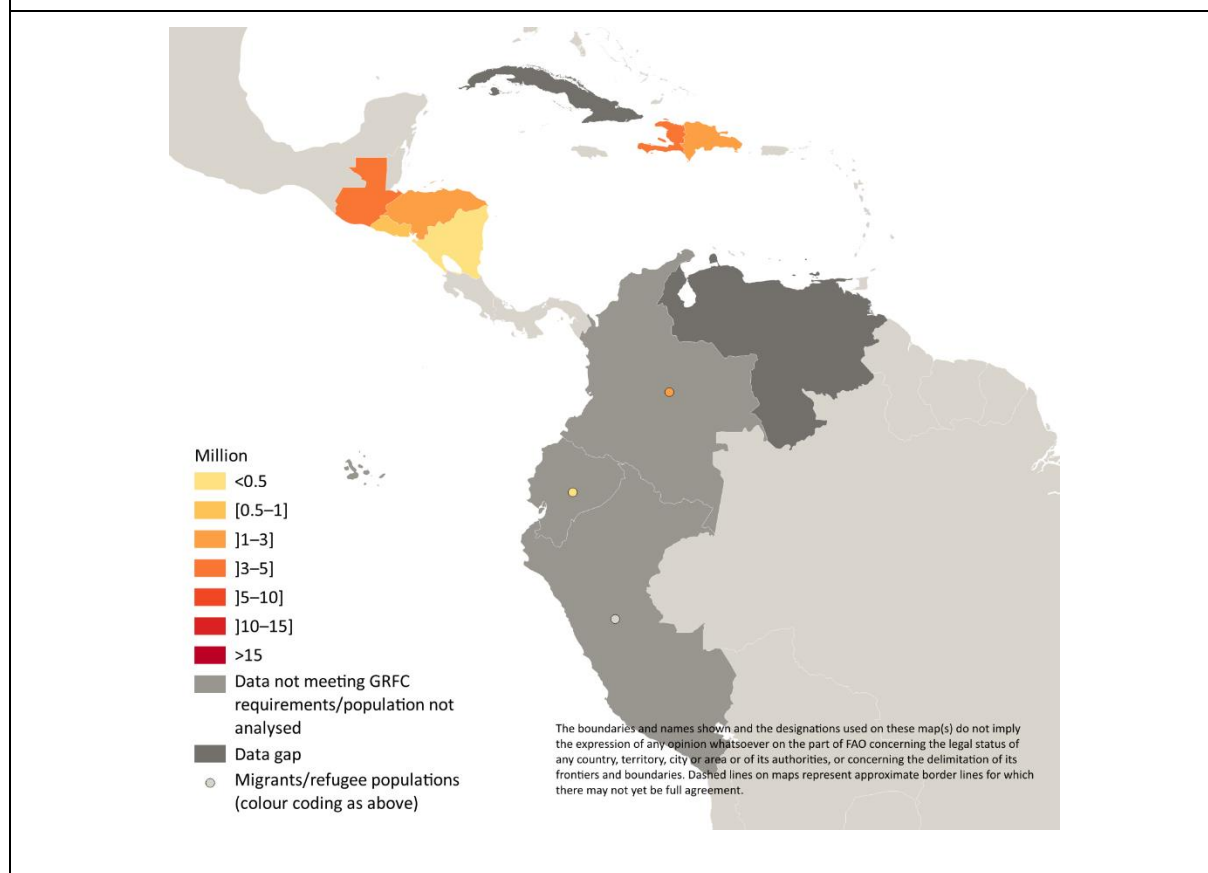 Million
<0.5
[0.5–1]
]1–3]
]3–5]
]5–10]
]10–15]
>15
Data not meeting GRFC
requirements/population not
analysed
Data gap
Migrants/refugee populations
(colour coding as above)
The boundaries and names shown and the designations used on these map(s) do not imply
the expression of any opinion whatsoever on the part of FAO concerning the legal status of
any country, territory, city or area or of its authorities, or concerning the delimitation of its
frontiers and boundaries. Dashed lines on maps represent approximate border lines for which
there may not yet be full agreement.